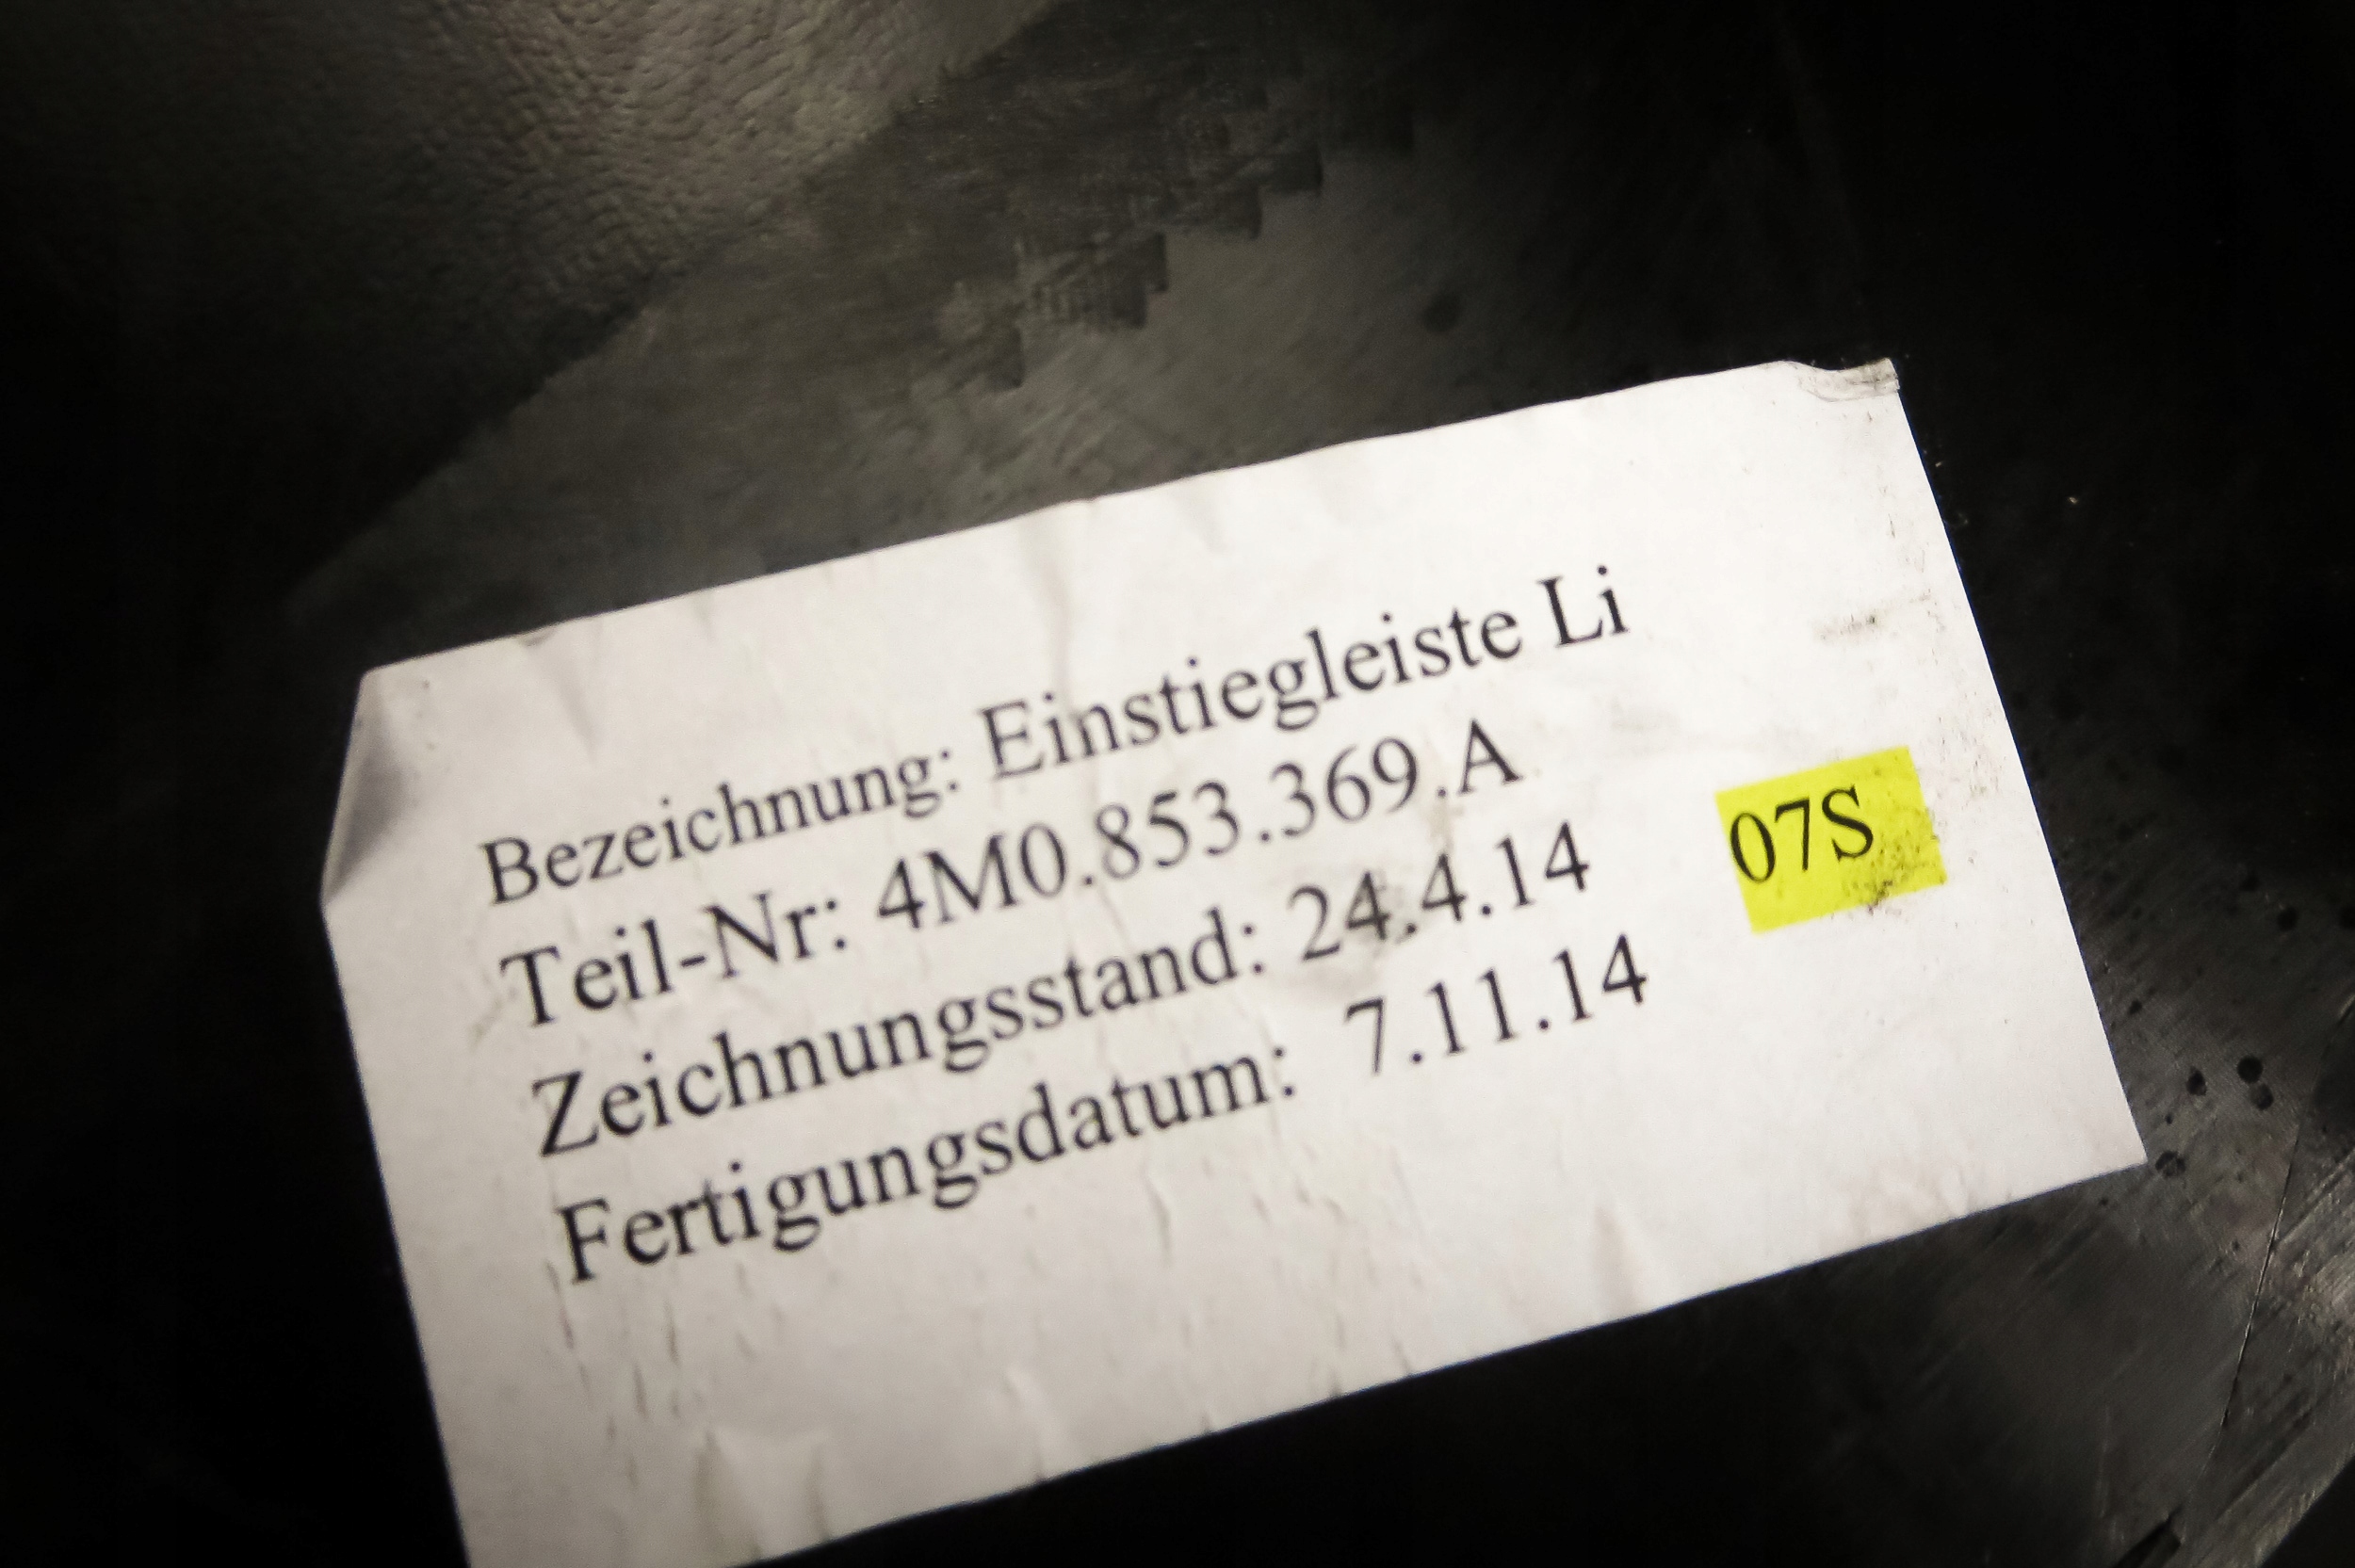 Bezeichnung: Einstiegleiste Li
Teil-Nr: 4M0.853.369.A
Zeichnungsstand: 24.4.14
07S
Fertigungsdatum: 7.11.14